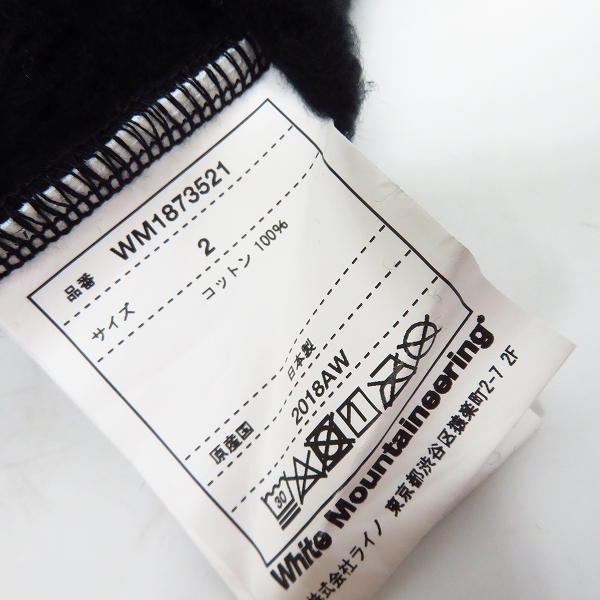 品番 WM1873521
サイズ 2
コットン 100%
原産国 日本製
2018AW
30
White Mountaineering®
株式会社ライノ 東京都渋谷区猿楽町2-7 2F